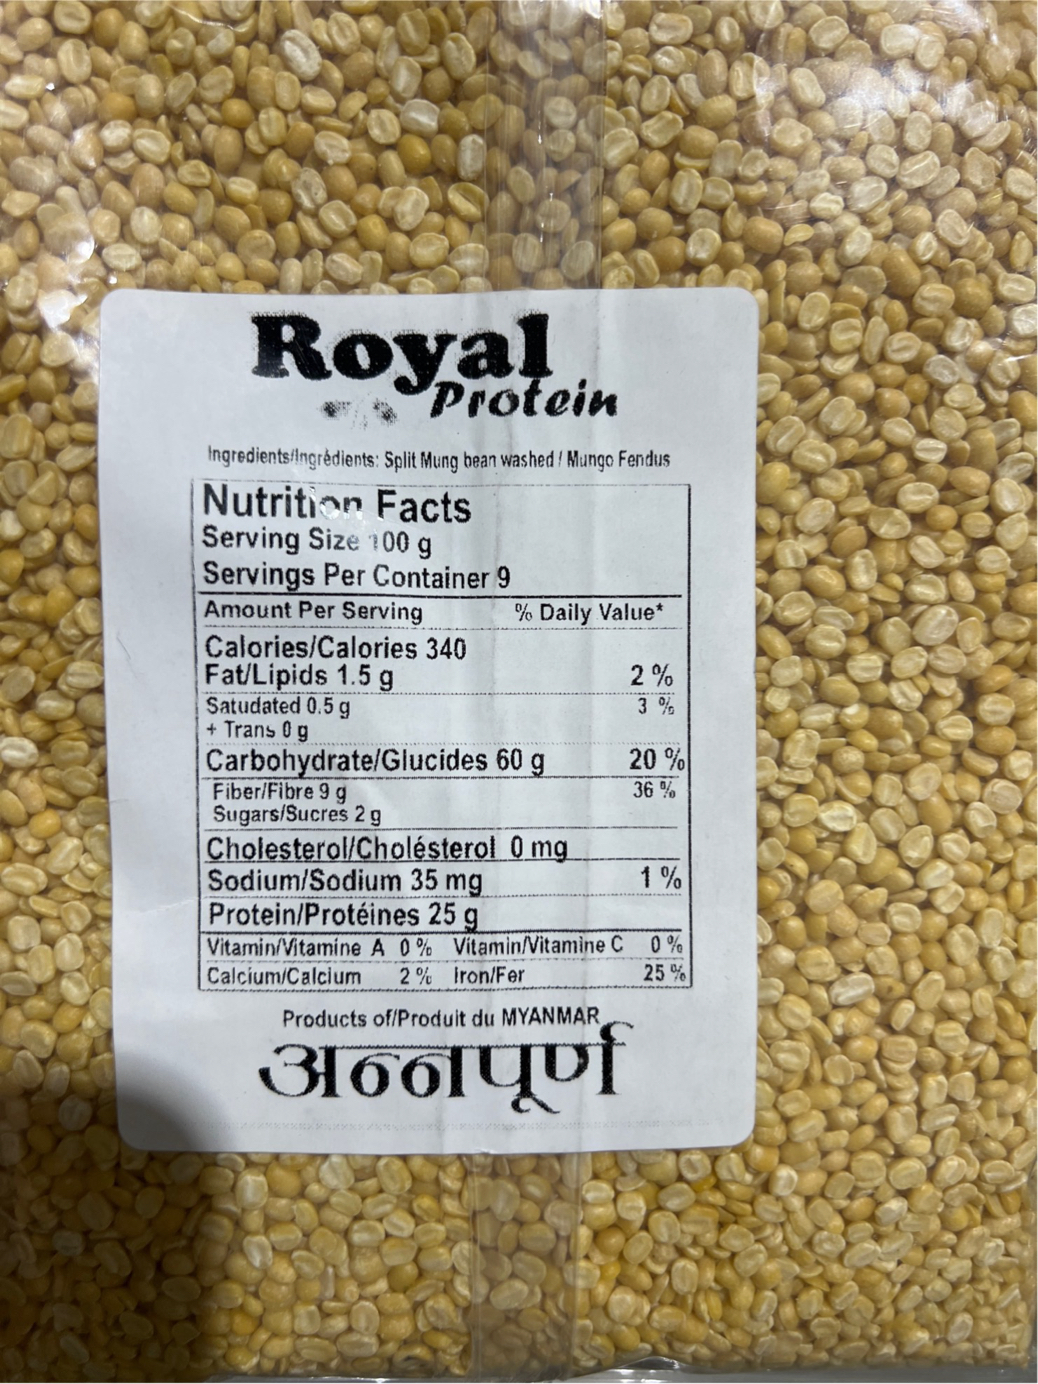 Royal
Protein
Ingredients/Ingrédients: Split Mung bean washed / Mungo Fendus
Nutrition Facts
Serving Size 100 g
Servings Per Container 9
Amount Per Serving % Daily Value*
Calories/Calories 340
Fat/Lipids 1.5 g 2 %
Satudated 0.5 g 3 %
+ Trans 0 g
Carbohydrate/Glucides 60 g 20 %
Fiber/Fibre 9 g 36 %
Sugars/Sucres 2 g
Cholesterol/Cholésterol 0 mg
Sodium/Sodium 35 mg 1 %
Protein/Protéines 25 g
Vitamin/Vitamine A 0 % Vitamin/Vitamine C 0 %
Calcium/Calcium 2 % Iron/Fer 25 %
Products of/Produit du MYANMAR
अन्नपूर्ण